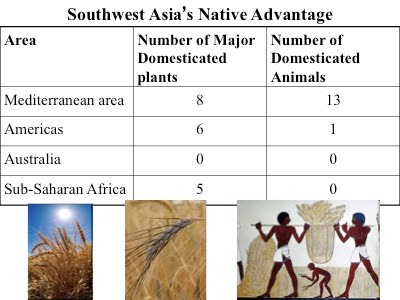 Southwest Asia's Native Advantage
Area Number of Major Number of
Domesticated Domesticated
plants Animals
Mediterranean area 8 13
Americas 6 1
Australia 0 0
Sub-Saharan Africa 5 0